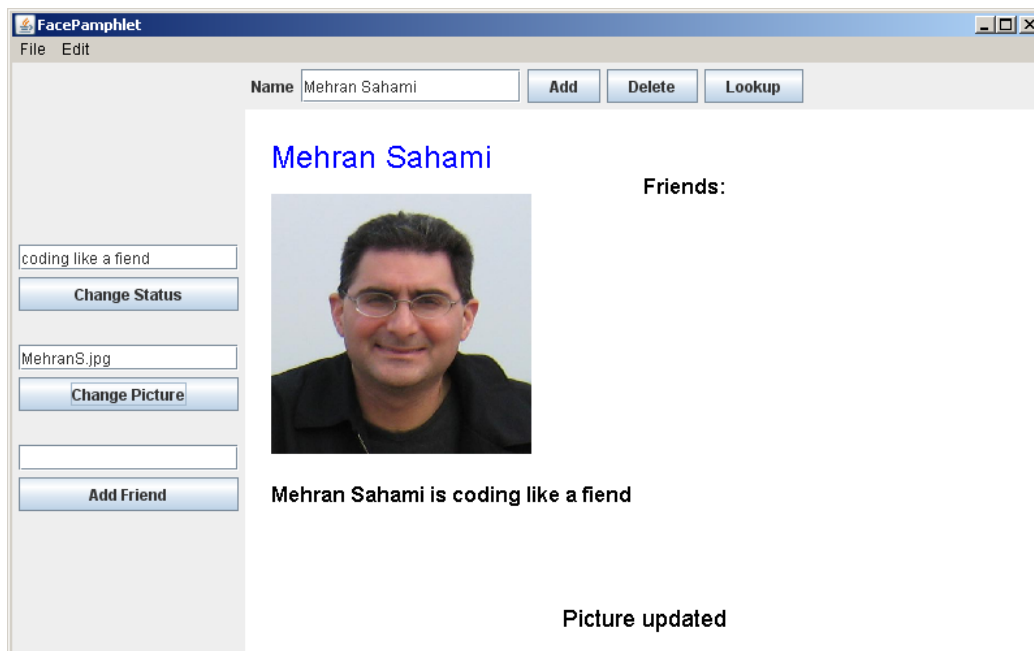 FacePamphlet
File Edit
Name Mehran Sahami Add Delete Lookup
Mehran Sahami
Friends:
coding like a fiend
Change Status
MehranS.jpg
Change Picture
Add Friend
Mehran Sahami is coding like a fiend
Picture updated